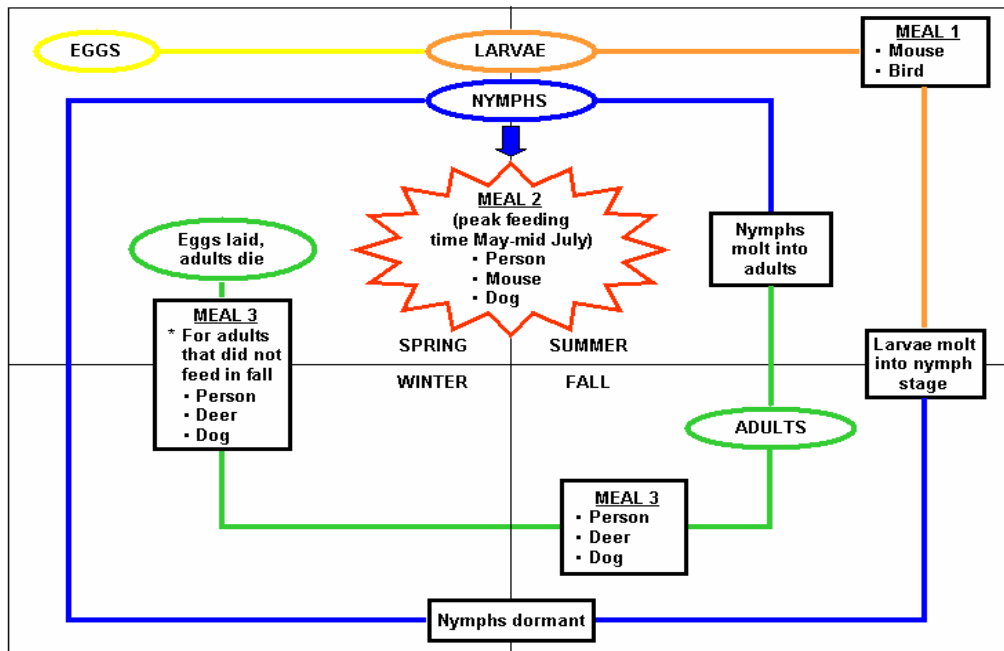 EGGS
LARVAE
MEAL 1
▪ Mouse
▪ Bird
NYMPHS
MEAL 2
(peak feeding
time May-mid July)
▪ Person
▪ Mouse
▪ Dog
Nymphs
molt into
adults
Eggs laid,
adults die
MEAL 3
* For adults
that did not
feed in fall
▪ Person
▪ Deer
▪ Dog
SPRING
SUMMER
WINTER
FALL
Larvae molt
into nymph
stage
ADULTS
MEAL 3
▪ Person
▪ Deer
▪ Dog
Nymphs dormant